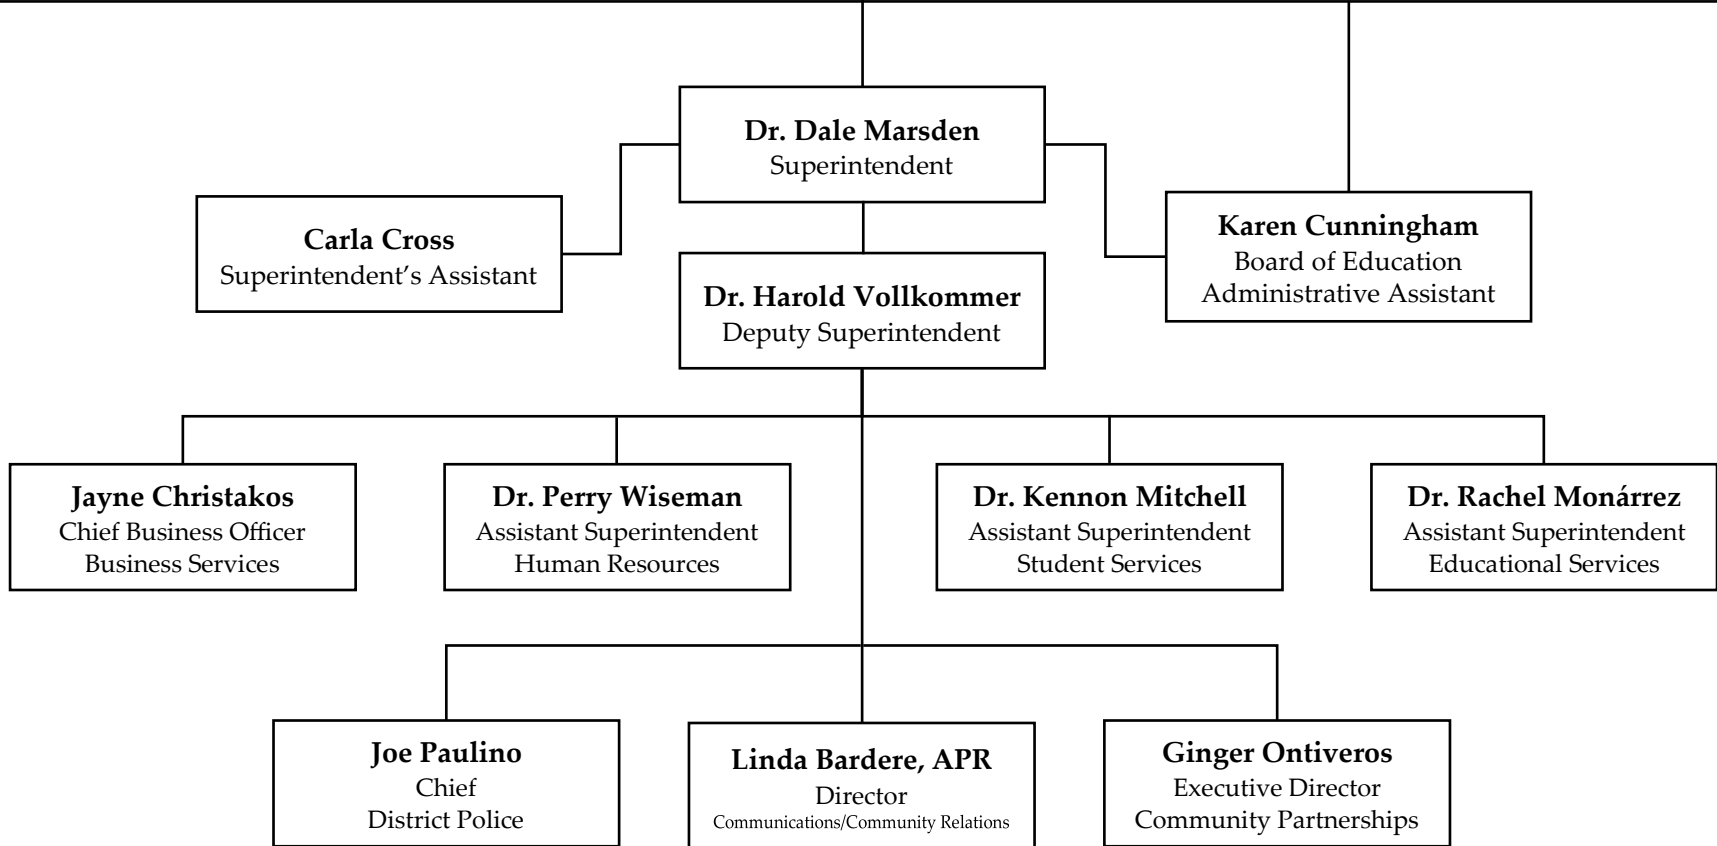 Dr. Dale Marsden
Superintendent
Carla Cross
Superintendent’s Assistant
Karen Cunningham
Board of Education
Administrative Assistant
Dr. Harold Vollkommer
Deputy Superintendent
Jayne Christakos
Chief Business Officer
Business Services
Dr. Perry Wiseman
Assistant Superintendent
Human Resources
Dr. Kennon Mitchell
Assistant Superintendent
Student Services
Dr. Rachel Monárrez
Assistant Superintendent
Educational Services
Joe Paulino
Chief
District Police
Linda Bardere, APR
Director
Communications/Community Relations
Ginger Ontiveros
Executive Director
Community Partnerships